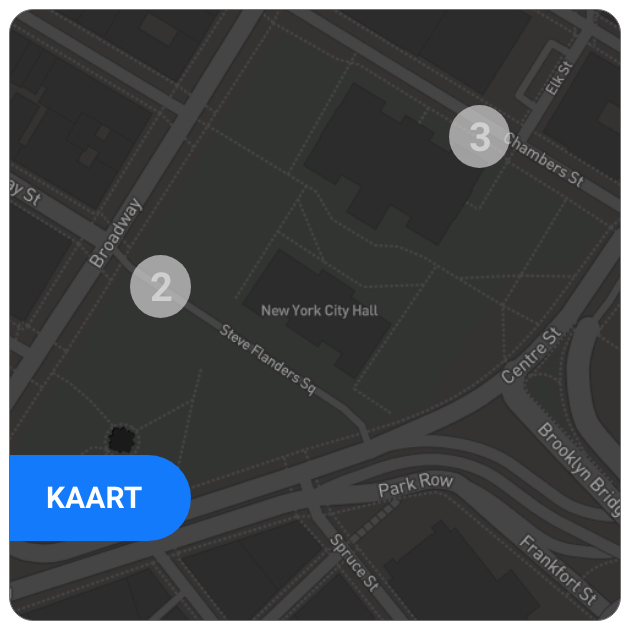 Elk St
3
Chambers St
ay St
Broadway
2
New York City Hall
Steve Flanders Sq
Centre St
KAART
Park Row
Brooklyn Bridg
Spruce St
Frankfort St